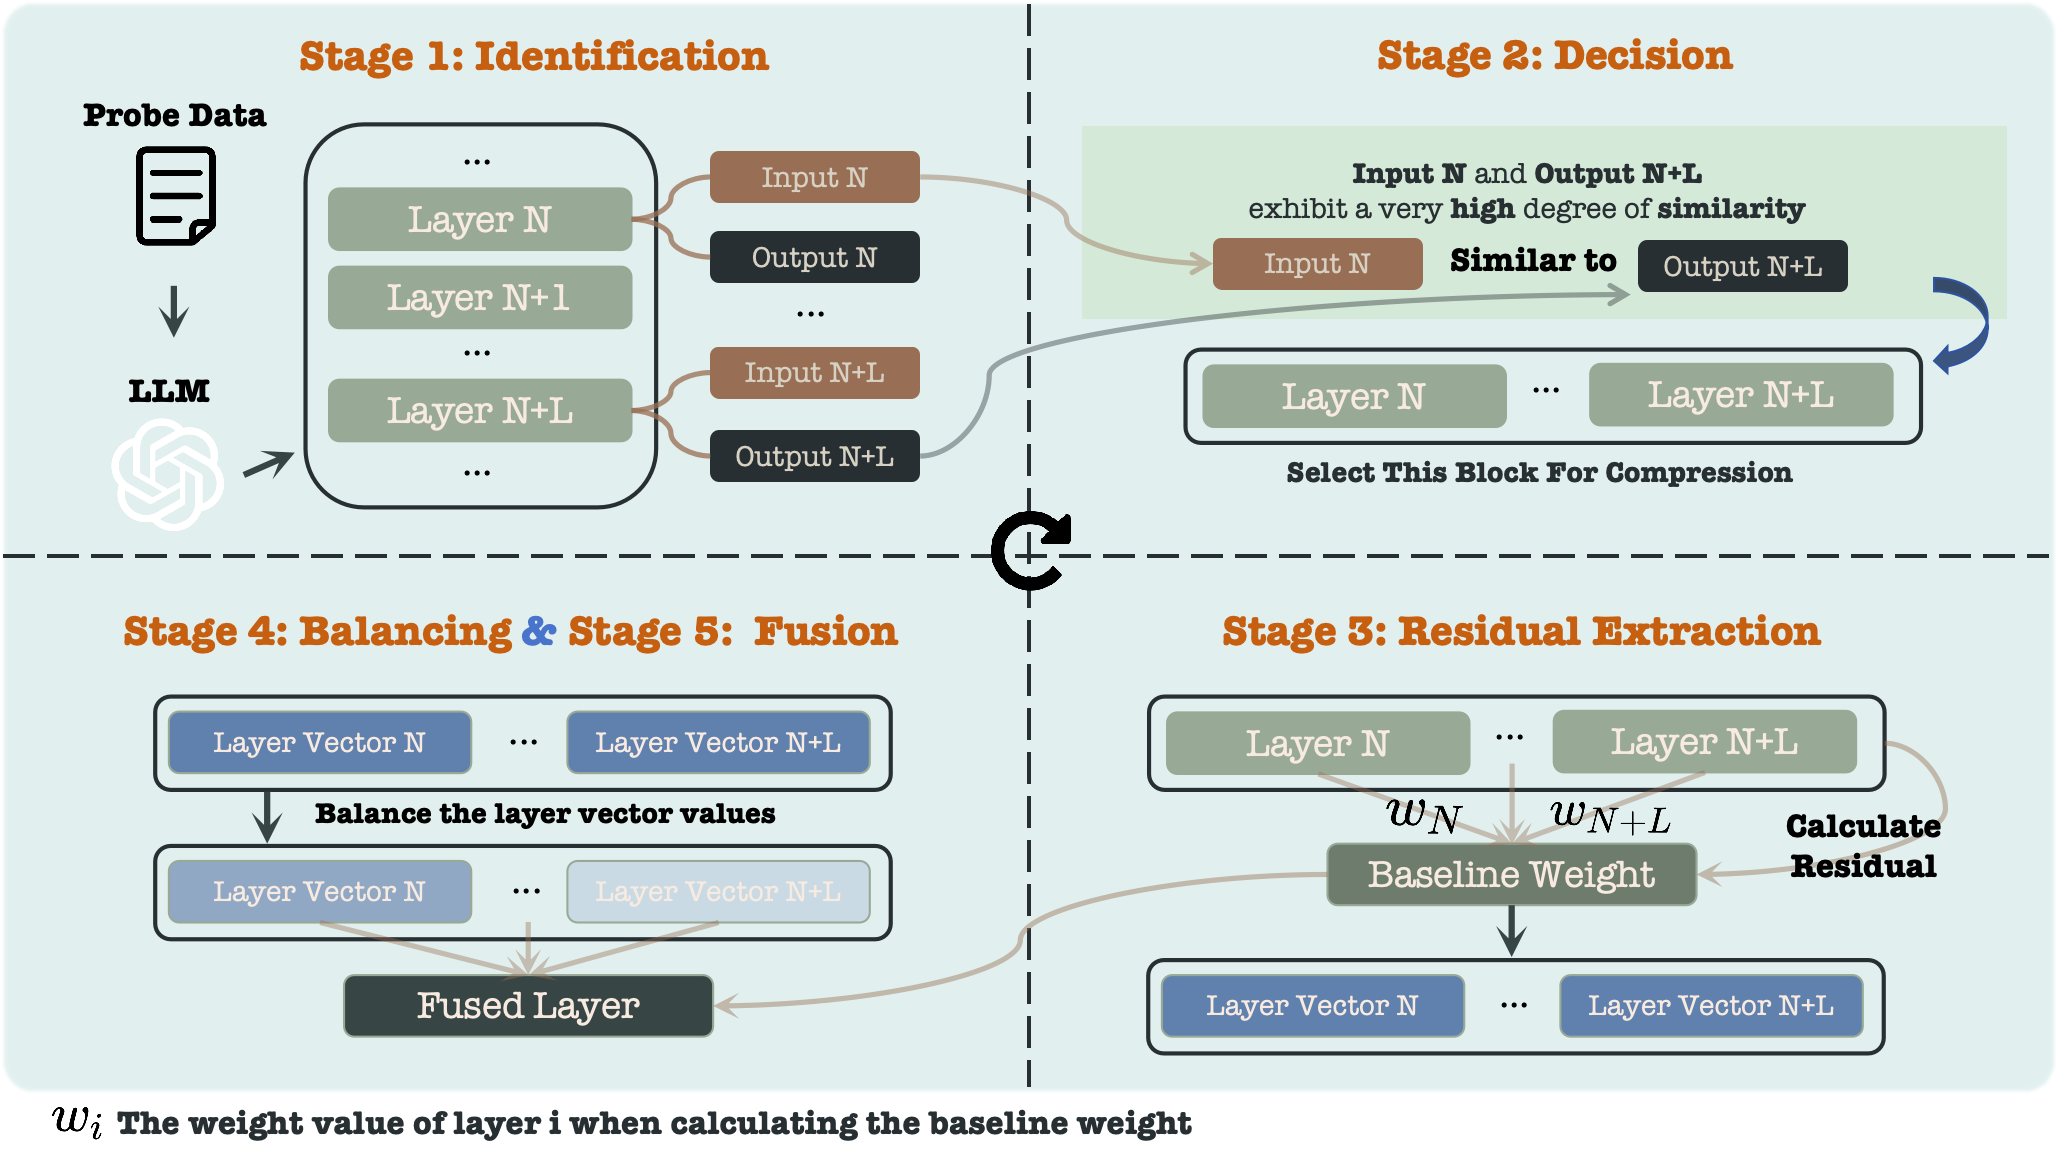 Stage 1: Identification
Probe Data
LLM
...
Layer N
Layer N+1
...
Layer N+L
...
Input N
Output N
...
Input N+L
Output N+L
Stage 2: Decision
Input N and Output N+L
exhibit a very high degree of similarity
Input N Similar to Output N+L
Layer N ... Layer N+L
Select This Block For Compression
Stage 4: Balancing & Stage 5: Fusion
Layer Vector N ... Layer Vector N+L
Balance the layer vector values
Layer Vector N ... Layer Vector N+L
Fused Layer
Stage 3: Residual Extraction
Layer N ... Layer N+L
w_N w_{N+L}
Calculate
Residual
Baseline Weight
Layer Vector N ... Layer Vector N+L
w_i The weight value of layer i when calculating the baseline weight